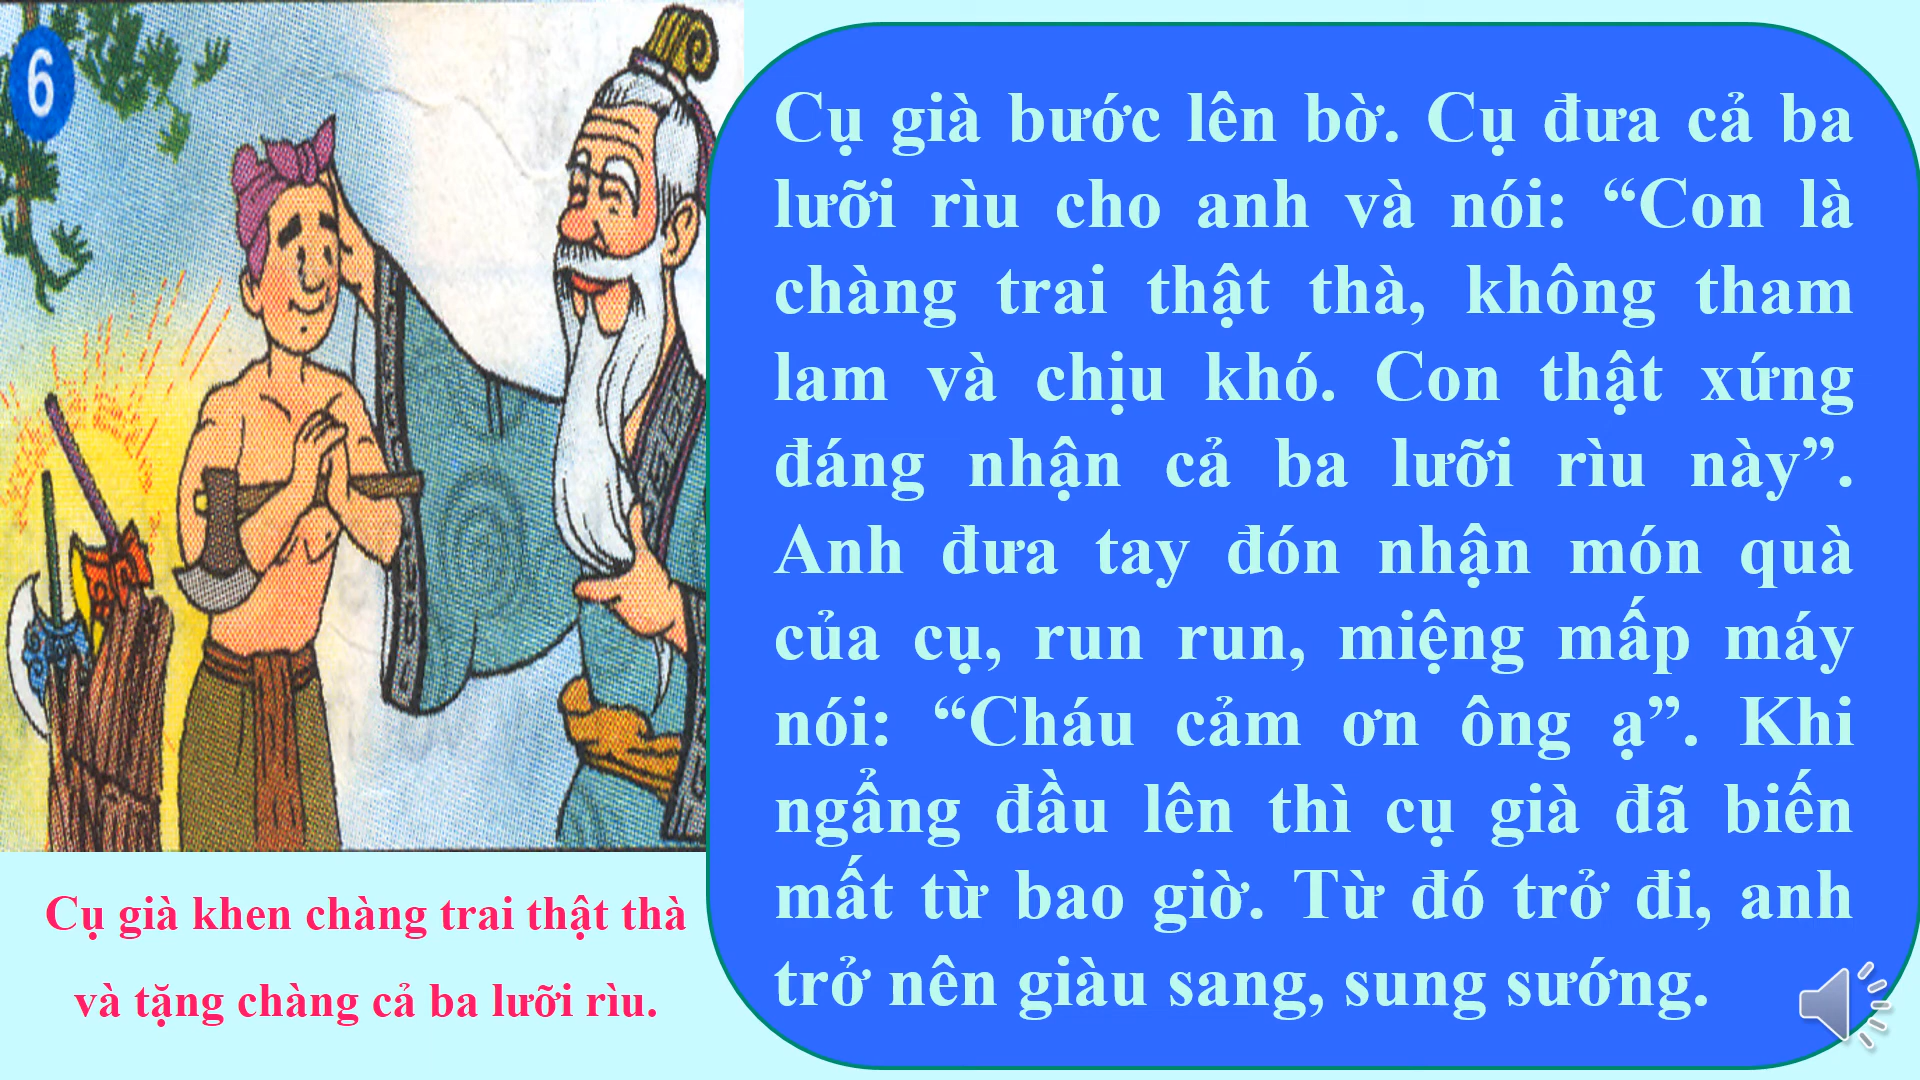 6
Cụ già bước lên bờ. Cụ đưa cả ba
lưỡi rìu cho anh và nói: “Con là
chàng trai thật thà, không tham
lam và chịu khó. Con thật xứng
đáng nhận cả ba lưỡi rìu này”.
Anh đưa tay đón nhận món quà
của cụ, run run, miệng mấp máy
nói: “Cháu cảm ơn ông ạ”. Khi
ngẩng đầu lên thì cụ già đã biến
mất từ bao giờ. Từ đó trở đi, anh
trở nên giàu sang, sung sướng.
Cụ già khen chàng trai thật thà
và tặng chàng cả ba lưỡi rìu.